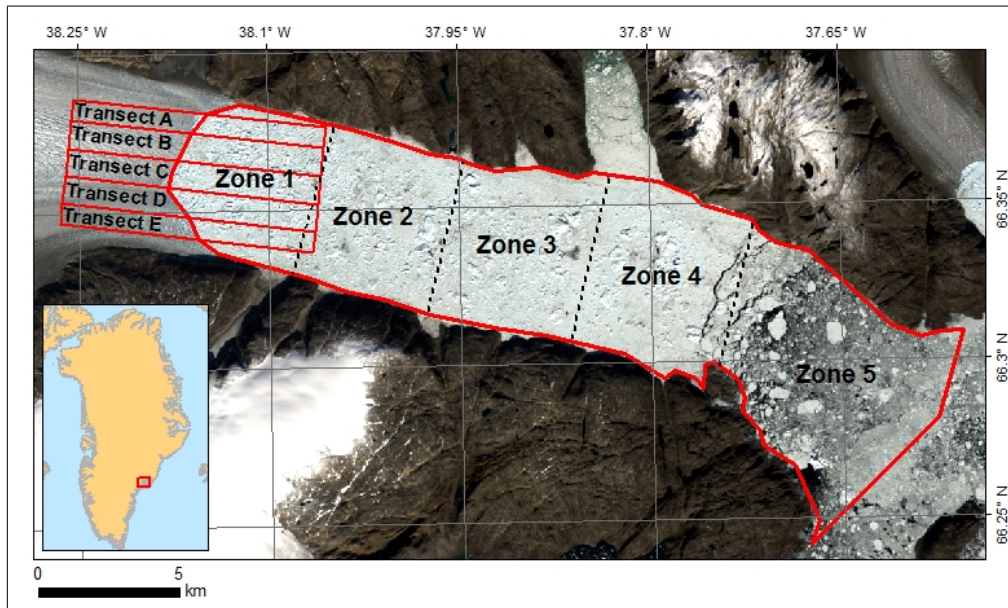 38.25° W 38.1° W 37.95° W 37.8° W 37.65° W
Transect A
Transect B
Transect C
Transect D
Transect E
Zone 1
Zone 2
Zone 3
Zone 4
Zone 5
66.35° N
66.3° N
66.25° N
0 5
km